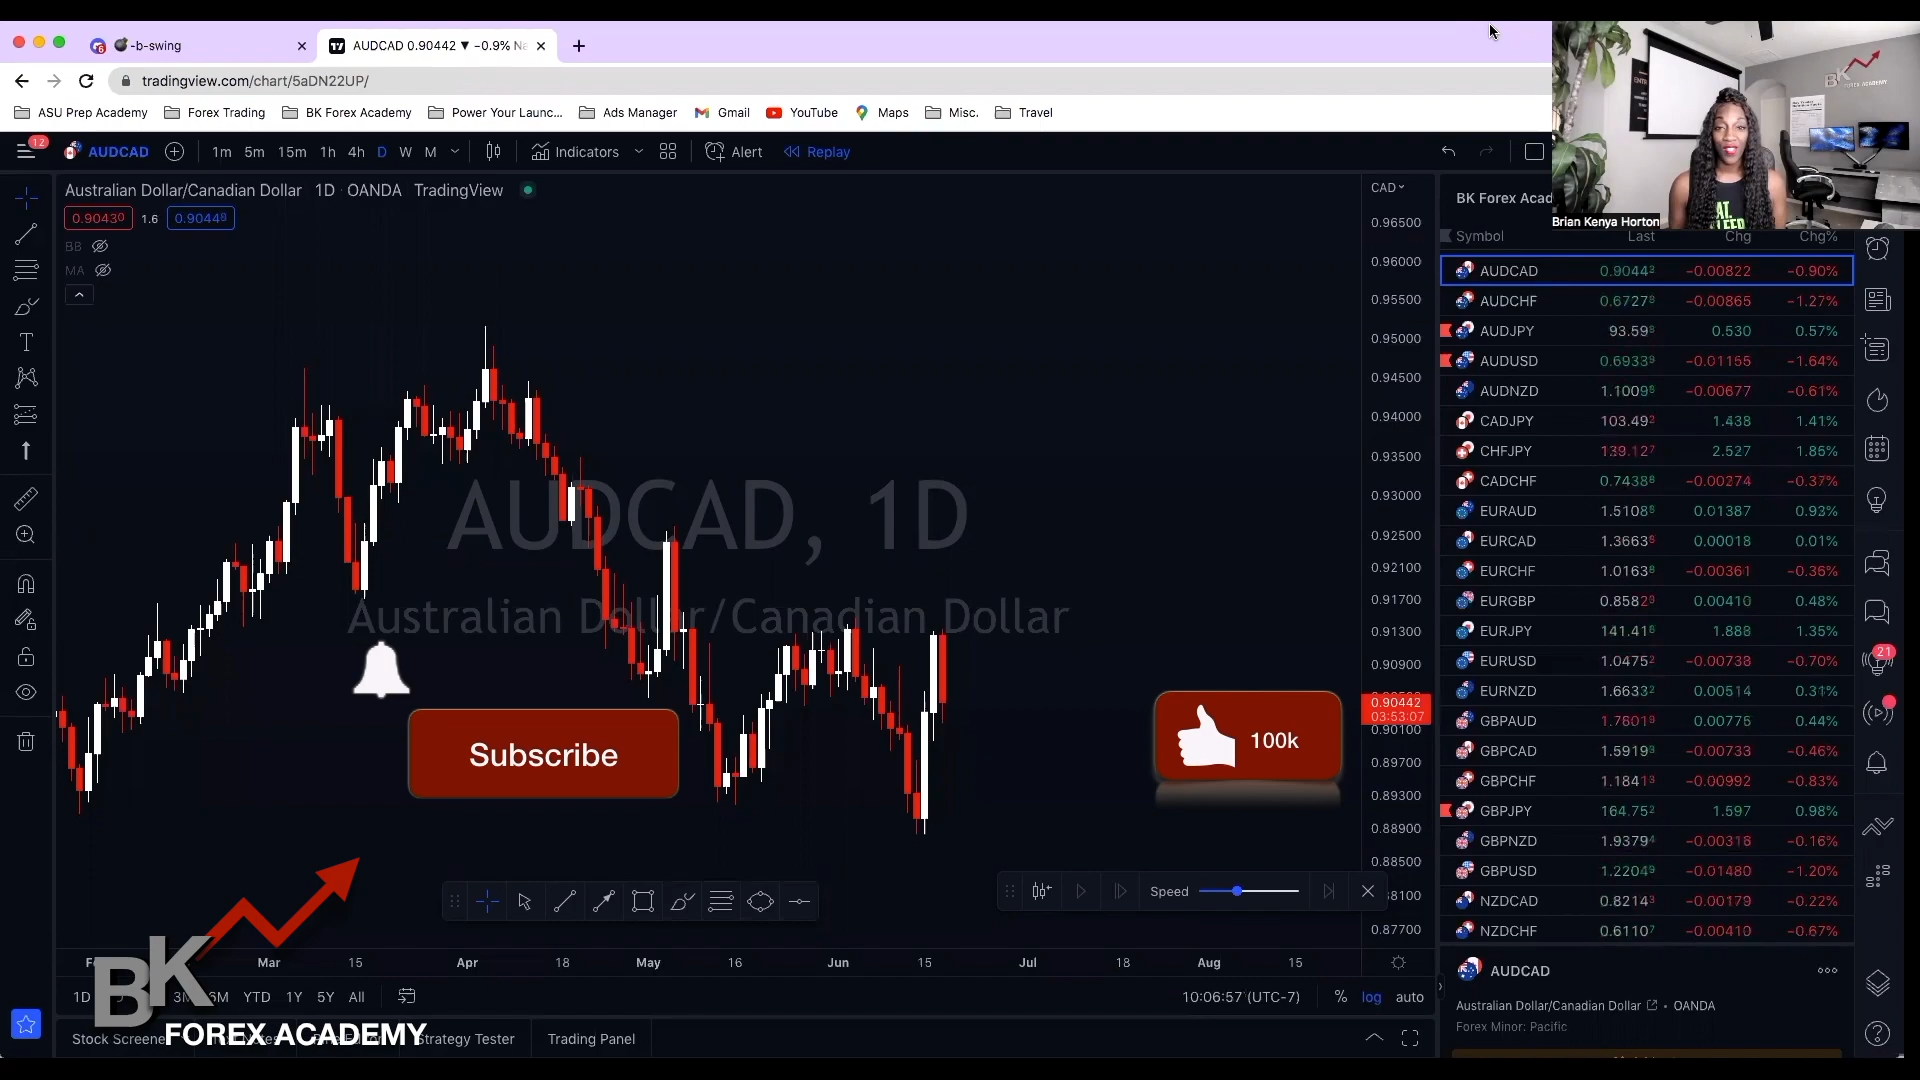 -b-swing
AUDCAD 0.90442 ▼ −0.9%
tradingview.com/chart/5aDN22UP/
ASU Prep Academy Forex Trading BK Forex Academy Power Your Launc... Ads Manager Gmail YouTube Maps Misc. Travel
12 AUDCAD 1m 5m 15m 1h 4h D W M Indicators Alert Replay
Australian Dollar/Canadian Dollar 1D · OANDA TradingView
0.90430 1.6 0.90448
BB
MA
CAD
0.96500
0.96000
0.95500
0.95000
0.94500
0.94000
0.93500
0.93000
0.92500
0.92100
0.91700
0.91300
0.90900
0.90442
03:53:07
0.90100
0.89700
0.89300
0.88900
0.88500
0.87700
AUDCAD, 1D
Australian Dollar/Canadian Dollar
Subscribe
100k
Speed
Mar 15 Apr 18 May 16 Jun 15 Jul 18 Aug 15
1D 6M YTD 1Y 5Y All 10:06:57 (UTC-7) % log auto
BK
FOREX ACADEMY
Stock Screene Strategy Tester Trading Panel
Brian Kenya Horton
BK FOREX ACADEMY
BK Forex Acad
Symbol Last Chg Chg%
AUDCAD 0.90442 −0.00822 −0.90%
AUDCHF 0.67278 −0.00865 −1.27%
AUDJPY 93.598 0.530 0.57%
AUDUSD 0.69339 −0.01155 −1.64%
AUDNZD 1.10098 −0.00677 −0.61%
CADJPY 103.492 1.438 1.41%
CHFJPY 139.127 2.527 1.85%
CADCHF 0.74388 −0.00274 −0.37%
EURAUD 1.51088 0.01387 0.93%
EURCAD 1.36638 0.00018 0.01%
EURCHF 1.01638 −0.00361 −0.36%
EURGBP 0.85829 0.00410 0.48%
EURJPY 141.416 1.888 1.35%
EURUSD 1.04752 −0.00738 −0.70%
EURNZD 1.66332 0.00514 0.31%
GBPAUD 1.76019 0.00775 0.44%
GBPCAD 1.59193 −0.00733 −0.46%
GBPCHF 1.18413 −0.00992 −0.83%
GBPJPY 164.752 1.597 0.98%
GBPNZD 1.93794 −0.00316 −0.16%
GBPUSD 1.22049 −0.01480 −1.20%
NZDCAD 0.82143 −0.00179 −0.22%
NZDCHF 0.61107 −0.00410 −0.67%
AUDCAD
Australian Dollar/Canadian Dollar • OANDA
Forex Minor: Pacific
21